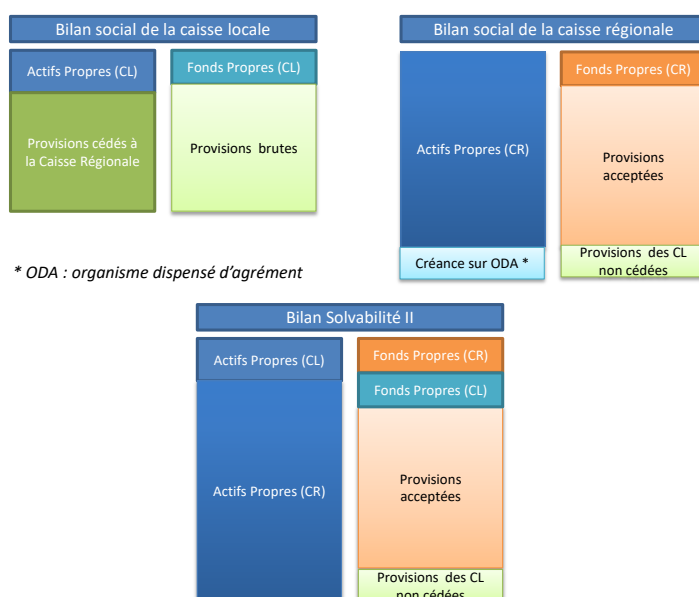 Bilan social de la caisse locale
Actifs Propres (CL)
Fonds Propres (CL)
Provisions cédés à
la Caisse Régionale
Provisions brutes
Bilan social de la caisse régionale
Fonds Propres (CR)
Actifs Propres (CR)
Provisions
acceptées
Créance sur ODA *
Provisions des CL
non cédées
* ODA : organisme dispensé d'agrément
Bilan Solvabilité II
Actifs Propres (CL)
Fonds Propres (CR)
Fonds Propres (CL)
Actifs Propres (CR)
Provisions
acceptées
Provisions des CL
non cédées